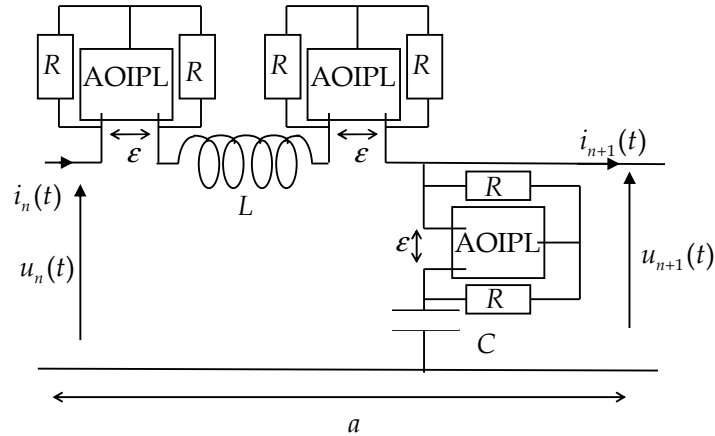 R AOIPL R R AOIPL R
ε ε
i_{n+1}(t)
i_n(t)
L
R
ε AOIPL
u_n(t)
u_{n+1}(t)
R
C
a